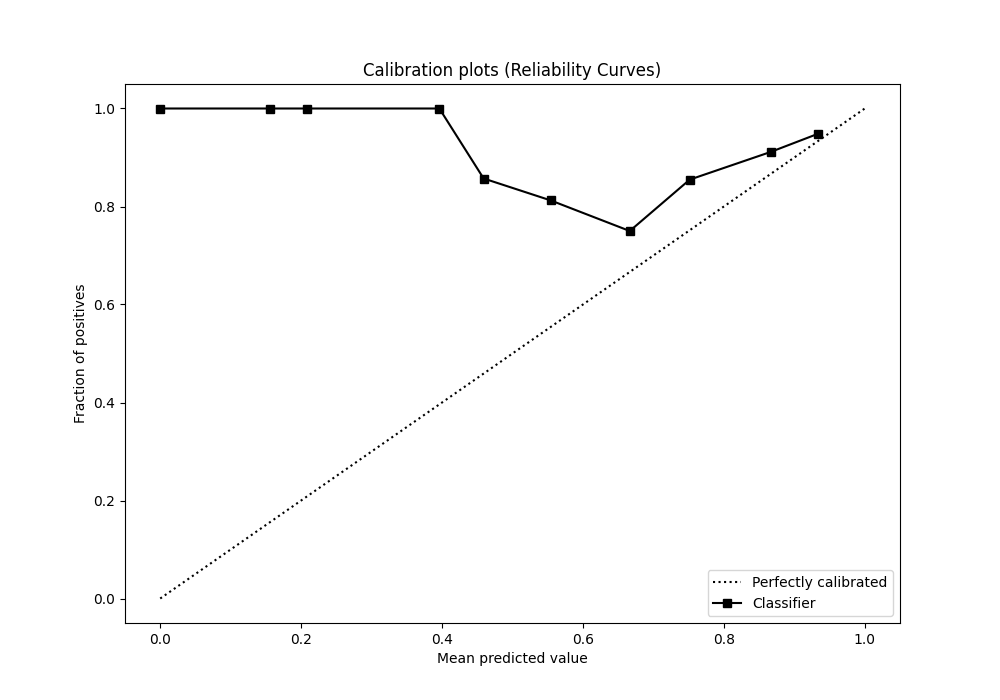 Calibration plots (Reliability Curves)
1.0
0.8
0.6
0.4
0.2
0.0
Fraction of positives
0.0 0.2 0.4 0.6 0.8 1.0
Mean predicted value
Perfectly calibrated
Classifier